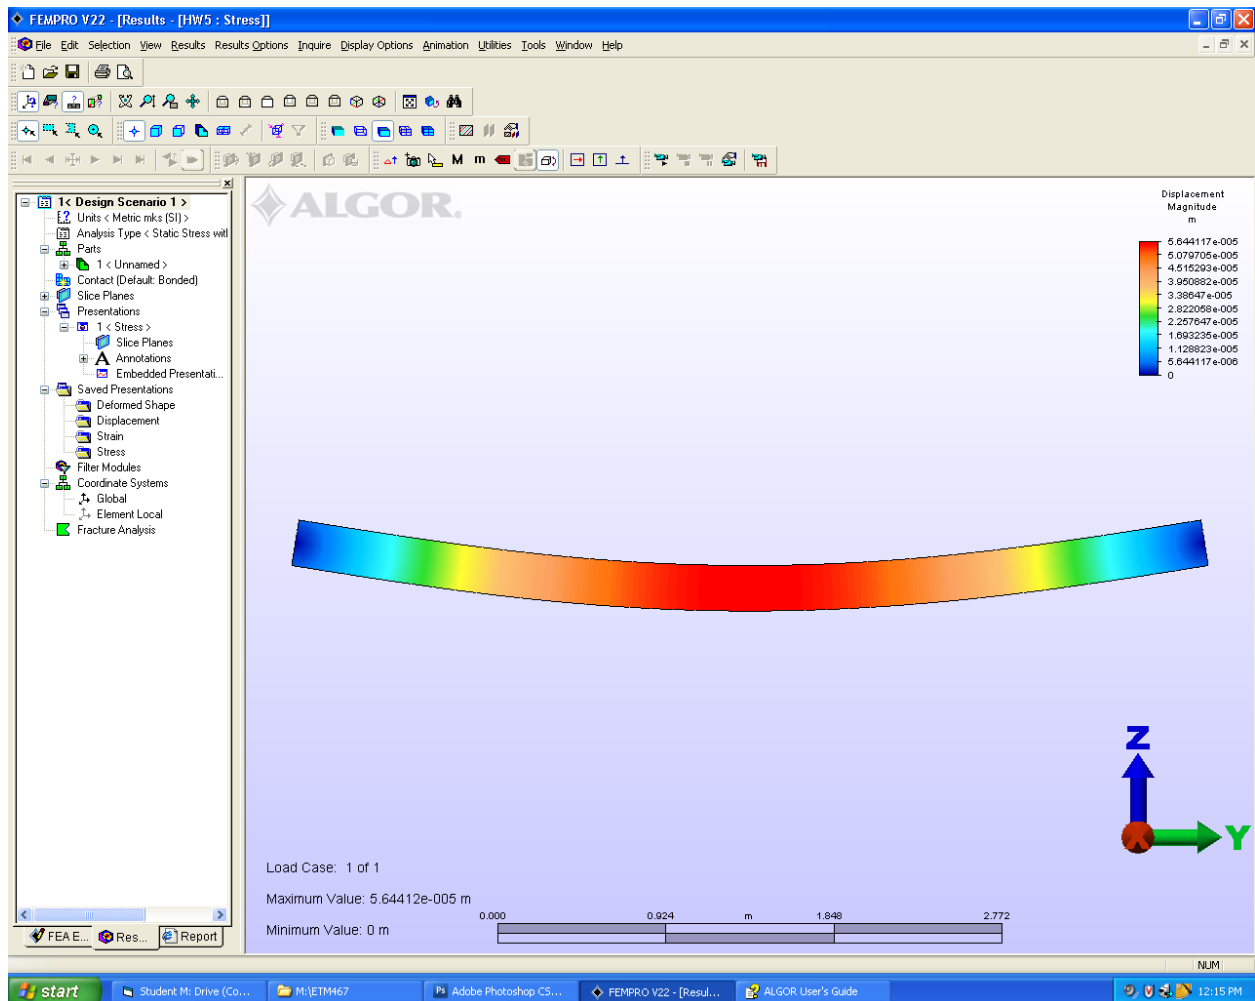 FEMPRO V22 - [Results - [HW5 : Stress]]
File Edit Selection View Results Results Options Inquire Display Options Animation Utilities Tools Window Help
M m
1< Design Scenario 1 >
Units < Metric mks (SI) >
Analysis Type < Static Stress witl
Parts
1 < Unnamed >
Contact (Default: Bonded)
Slice Planes
Presentations
1 < Stress >
Slice Planes
A Annotations
Embedded Presentati...
Saved Presentations
Deformed Shape
Displacement
Strain
Stress
Filter Modules
Coordinate Systems
Global
Element Local
Fracture Analysis
FEA E... Res... Report
ALGOR.
Displacement
Magnitude
m
5.644117e-005
5.079705e-005
4.515293e-005
3.950882e-005
3.38647e-005
2.822058e-005
2.257647e-005
1.693235e-005
1.128823e-005
5.644117e-006
0
Z
X
Y
Load Case: 1 of 1
Maximum Value: 5.64412e-005 m
Minimum Value: 0 m
0.000 0.924 m 1.848 2.772
NUM
start Student M: Drive (Co... M:\ETM467 Ps Adobe Photoshop CS... FEMPRO V22 - [Resul... ALGOR User's Guide 12:15 PM